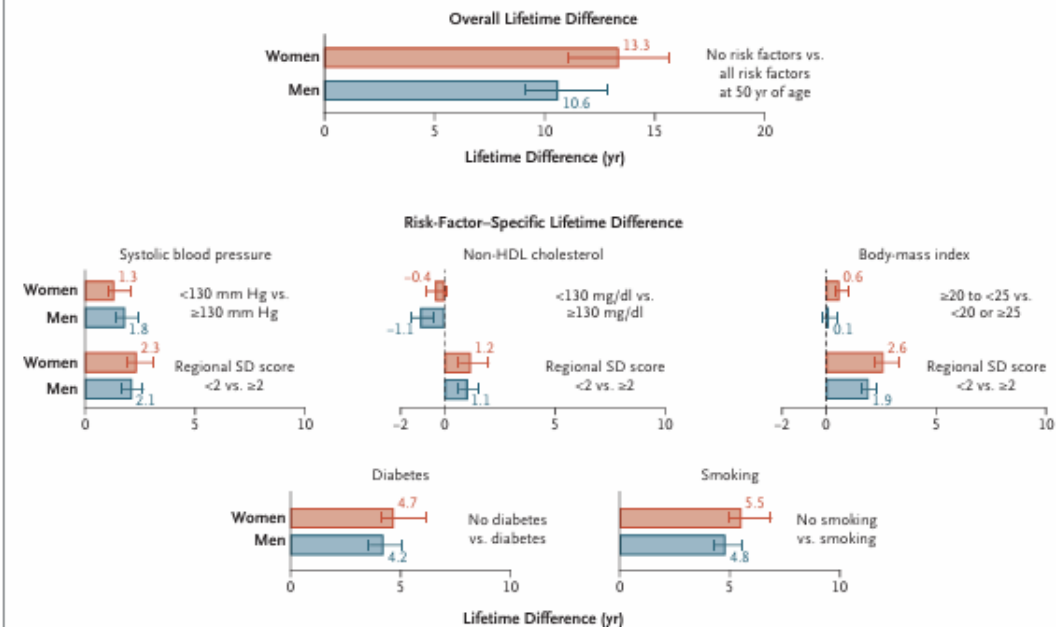 Overall Lifetime Difference
Women
13.3
Men
10.6
No risk factors vs.
all risk factors
at 50 yr of age
0 5 10 15 20
Lifetime Difference (yr)
Risk-Factor–Specific Lifetime Difference
Systolic blood pressure
Women
1.3
Men
1.8
<130 mm Hg vs.
≥130 mm Hg
Women
2.3
Men
2.1
Regional SD score
<2 vs. ≥2
0 5 10
Non-HDL cholesterol
−0.4
−1.1
<130 mg/dl vs.
≥130 mg/dl
1.2
1.1
Regional SD score
<2 vs. ≥2
−2 0 5 10
Body-mass index
0.6
0.1
≥20 to <25 vs.
<20 or ≥25
2.6
1.9
Regional SD score
<2 vs. ≥2
−2 0 5 10
Diabetes
Women
4.7
Men
4.2
No diabetes
vs. diabetes
0 5 10
Smoking
5.5
4.8
No smoking
vs. smoking
0 5 10
Lifetime Difference (yr)